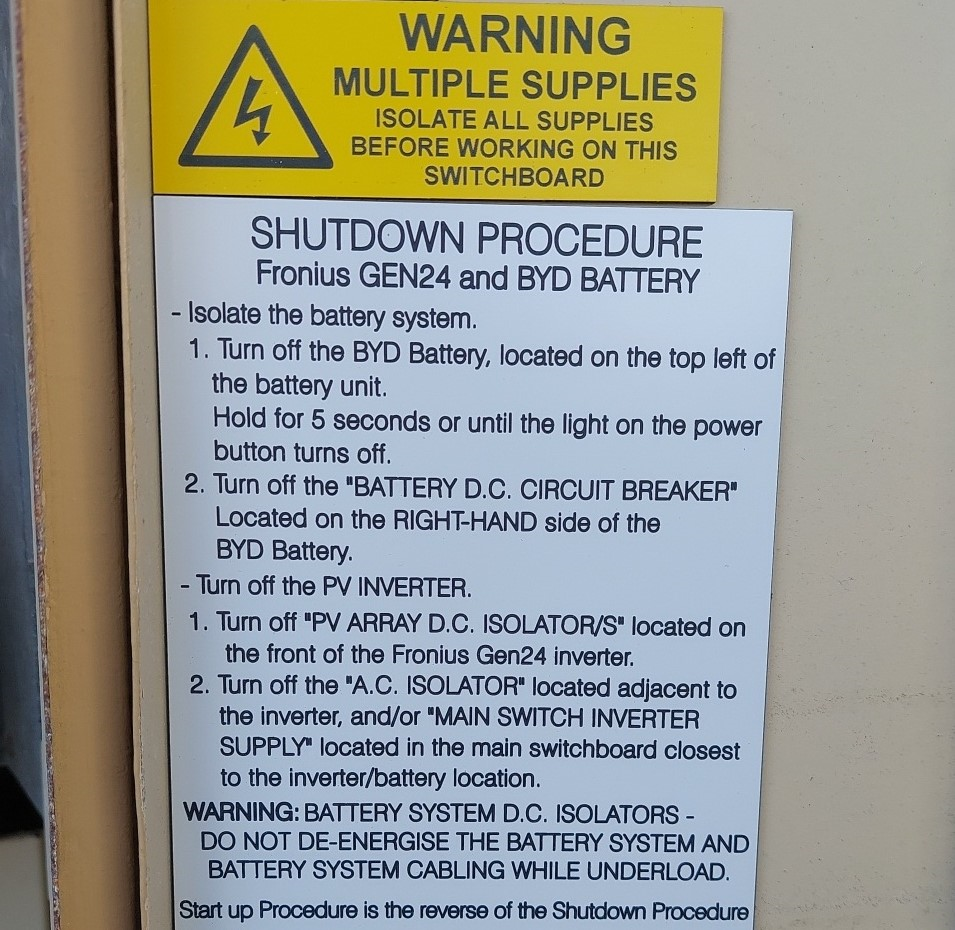 WARNING
MULTIPLE SUPPLIES
ISOLATE ALL SUPPLIES
BEFORE WORKING ON THIS
SWITCHBOARD
SHUTDOWN PROCEDURE
Fronius GEN24 and BYD BATTERY
- Isolate the battery system.
1. Turn off the BYD Battery, located on the top left of
the battery unit.
Hold for 5 seconds or until the light on the power
button turns off.
2. Turn off the "BATTERY D.C. CIRCUIT BREAKER"
Located on the RIGHT-HAND side of the
BYD Battery.
- Turn off the PV INVERTER.
1. Turn off "PV ARRAY D.C. ISOLATOR/S" located on
the front of the Fronius Gen24 inverter.
2. Turn off the "A.C. ISOLATOR" located adjacent to
the inverter, and/or "MAIN SWITCH INVERTER
SUPPLY" located in the main switchboard closest
to the inverter/battery location.
WARNING: BATTERY SYSTEM D.C. ISOLATORS -
DO NOT DE-ENERGISE THE BATTERY SYSTEM AND
BATTERY SYSTEM CABLING WHILE UNDERLOAD.
Start up Procedure is the reverse of the Shutdown Procedure